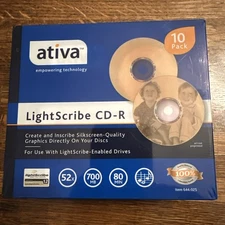 ativa™
empowering technology
10
Pack
LightScribe CD-R
Create and Inscribe Silkscreen-Quality
Graphics Directly On Your Discs
For Use With LightScribe-Enabled Drives
52x
700
MB
80
MIN
100%